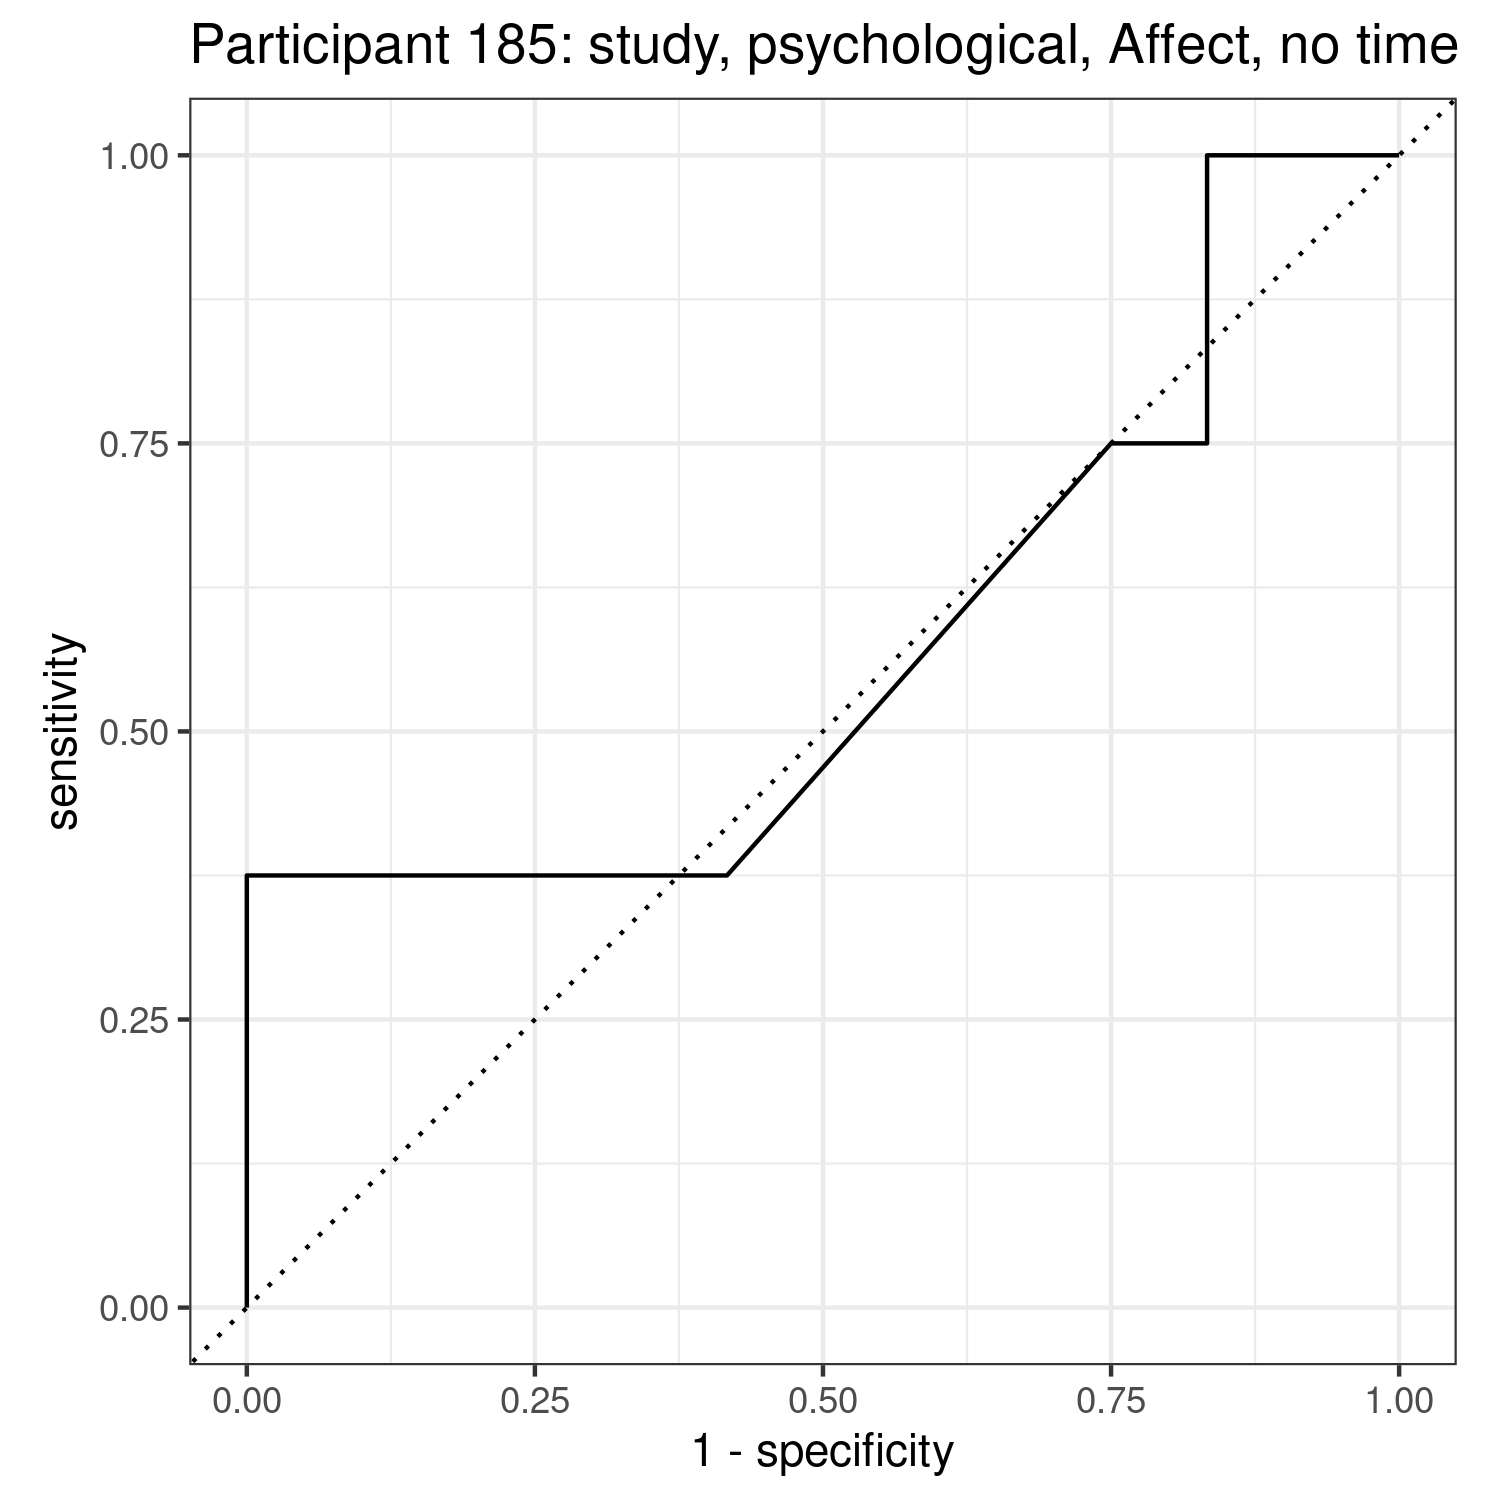 Participant 185: study, psychological, Affect, no time
1.00
0.75
0.50
0.25
0.00
sensitivity
0.00 0.25 0.50 0.75 1.00
1 - specificity